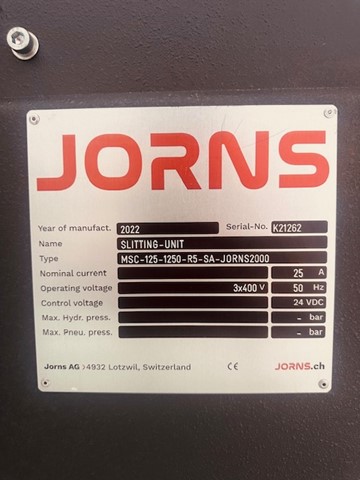 JORNS
Year of manufact. 2022 Serial-No. K21262
Name SLITTING-UNIT
Type MSC-125-1250-R5-SA-JORNS2000
Nominal current 25 A
Operating voltage 3x400 V 50 Hz
Control voltage 24 VDC
Max. Hydr. press. - bar
Max. Pneu. press. - bar
Jorns AG >4932 Lotzwil, Switzerland CE JORNS.ch